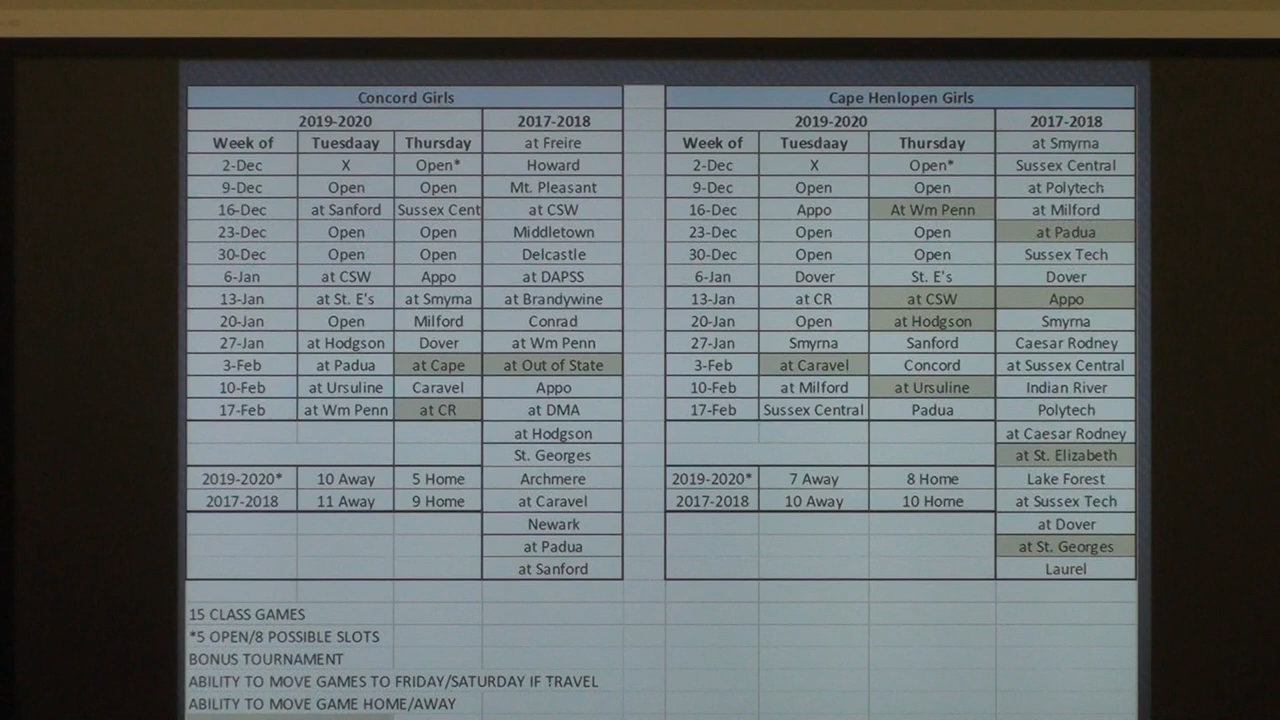 Concord Girls Cape Henlopen Girls
2019-2020 2017-2018 2019-2020 2017-2018
Week of Tuesdaay Thursday at Freire Week of Tuesdaay Thursday at Smyrna
2-Dec X Open* Howard 2-Dec X Open* Sussex Central
9-Dec Open Open Mt. Pleasant 9-Dec Open Open at Polytech
16-Dec at Sanford Sussex Cent at CSW 16-Dec Appo At Wm Penn at Milford
23-Dec Open Open Middletown 23-Dec Open Open at Padua
30-Dec Open Open Delcastle 30-Dec Open Open Sussex Tech
6-Jan at CSW Appo at DAPSS 6-Jan Dover St. E's Dover
13-Jan at St. E's at Smyrna at Brandywine 13-Jan at CR at CSW Appo
20-Jan Open Milford Conrad 20-Jan Open at Hodgson Smyrna
27-Jan at Hodgson Dover at Wm Penn 27-Jan Smyrna Sanford Caesar Rodney
3-Feb at Padua at Cape at Out of State 3-Feb at Caravel Concord at Sussex Central
10-Feb at Ursuline Caravel Appo 10-Feb at Milford at Ursuline Indian River
17-Feb at Wm Penn at CR at DMA 17-Feb Sussex Central Padua Polytech
at Hodgson at Caesar Rodney
St. Georges at St. Elizabeth
2019-2020* 10 Away 5 Home Archmere 2019-2020* 7 Away 8 Home Lake Forest
2017-2018 11 Away 9 Home at Caravel 2017-2018 10 Away 10 Home at Sussex Tech
Newark at Dover
at Padua at St. Georges
at Sanford Laurel
15 CLASS GAMES
*5 OPEN/8 POSSIBLE SLOTS
BONUS TOURNAMENT
ABILITY TO MOVE GAMES TO FRIDAY/SATURDAY IF TRAVEL
ABILITY TO MOVE GAME HOME/AWAY